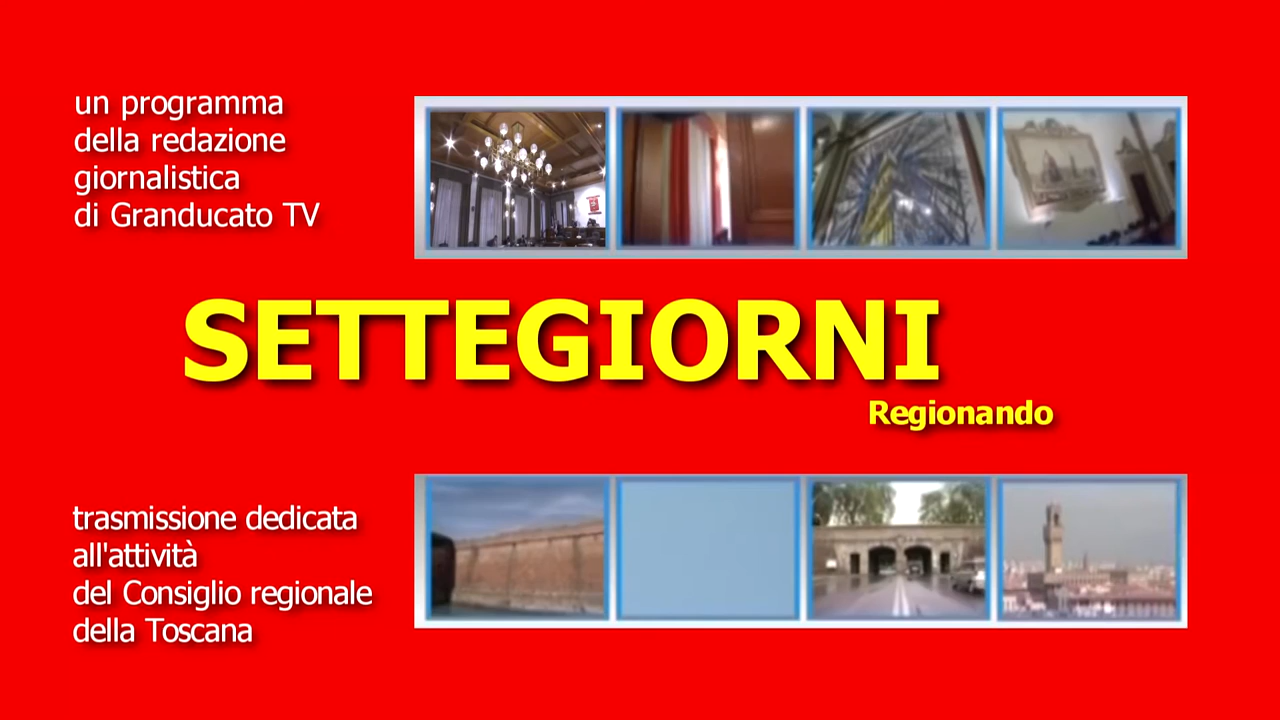 un programma
della redazione
giornalistica
di Granducato TV
SETTEGIORNI
Regionando
trasmissione dedicata
all'attività
del Consiglio regionale
della Toscana